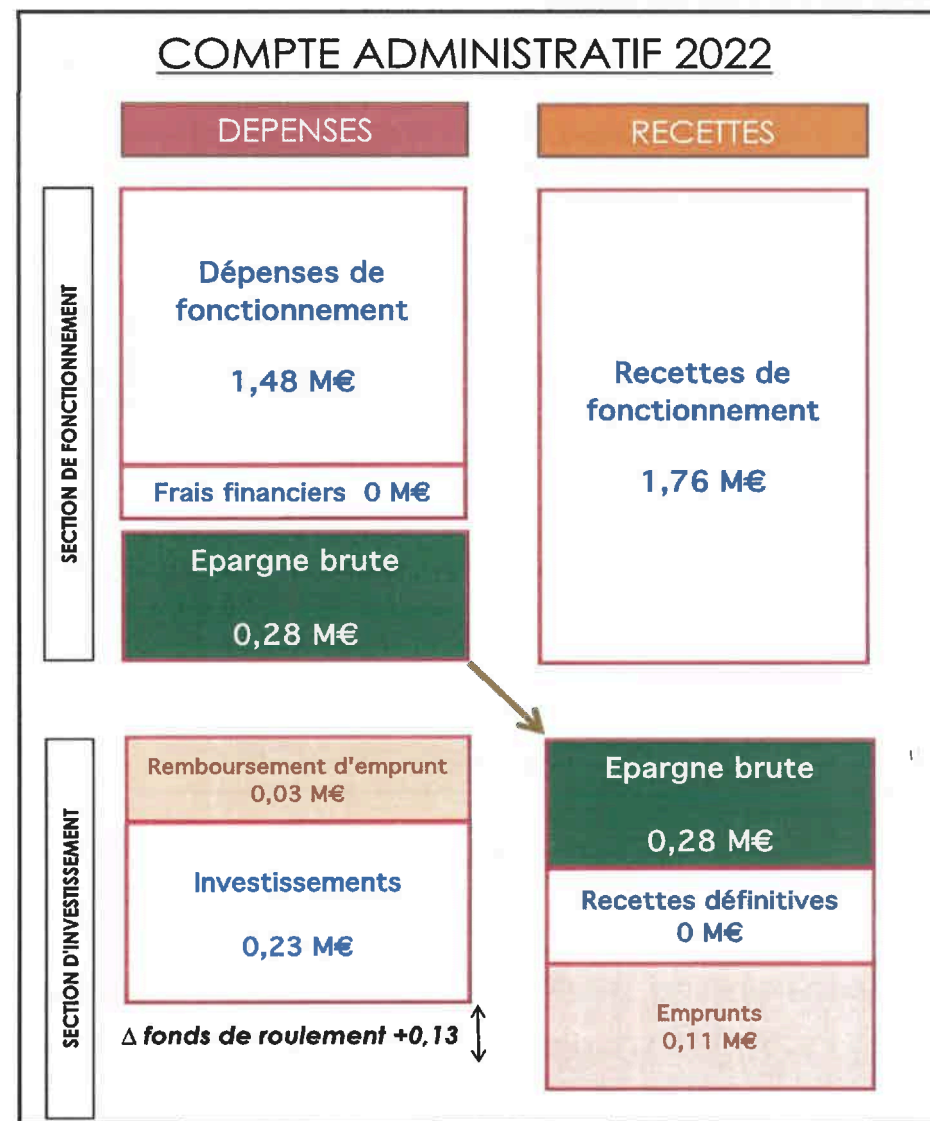 COMPTE ADMINISTRATIF 2022
DEPENSES
RECETTES
SECTION DE FONCTIONNEMENT
Dépenses de
fonctionnement
1,48 M€
Frais financiers 0 M€
Epargne brute
0,28 M€
Recettes de
fonctionnement
1,76 M€
SECTION D'INVESTISSEMENT
Remboursement d'emprunt
0,03 M€
Investissements
0,23 M€
Δ fonds de roulement +0,13
Epargne brute
0,28 M€
Recettes définitives
0 M€
Emprunts
0,11 M€